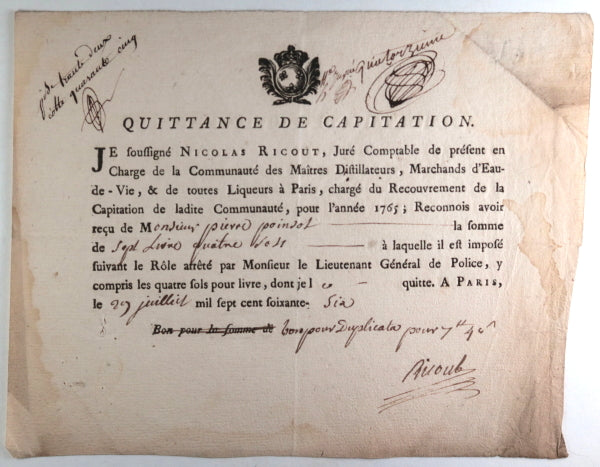 pde trente deux
cotte quarante cinq
quatorzieme
QUITTANCE DE CAPITATION.
JE soussigné NICOLAS RICOUT, Juré Comptable de présent en
Charge de la Communauté des Maîtres Distillateurs, Marchands d'Eau-
de-Vie, & de toutes Liqueurs à Paris, chargé du Recouvrement de la
Capitation de ladite Communauté, pour l'année 1765; Reconnois avoir
reçu de Monsieur pierre poinsot la somme
de Sept Livre quatre Sols à laquelle il est imposé
suivant le Rôle arrêté par Monsieur le Lieutenant Général de Police, y
compris les quatre sols pour livre, dont je l e quitte. A PARIS,
le 29 juillet mil sept cent soixante- Six
Bon pour la somme de bon pour Duplicata pour 7tt 4s
Ricout